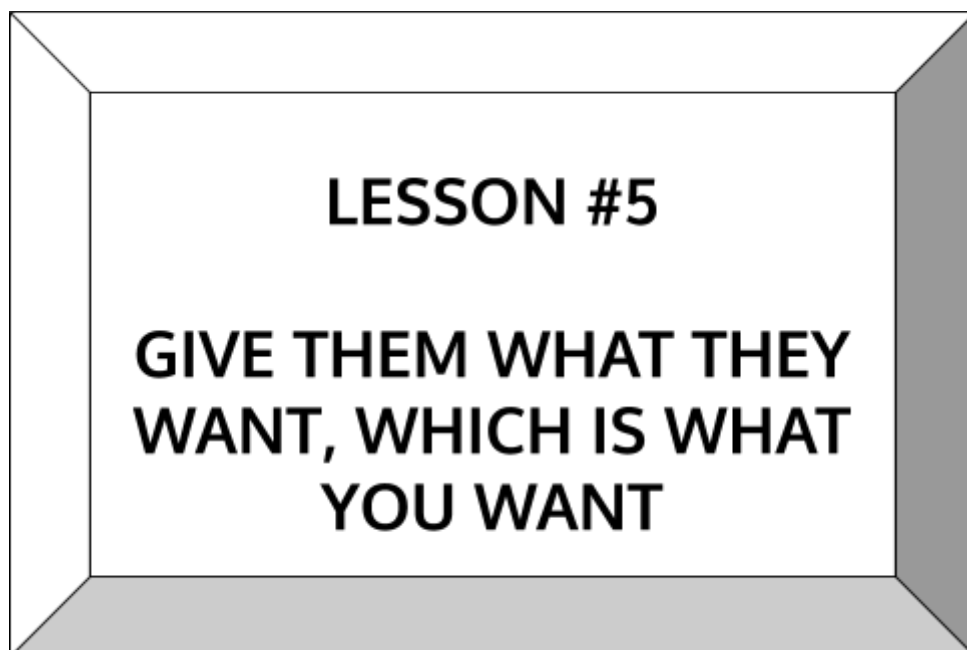 LESSON #5
GIVE THEM WHAT THEY
WANT, WHICH IS WHAT
YOU WANT